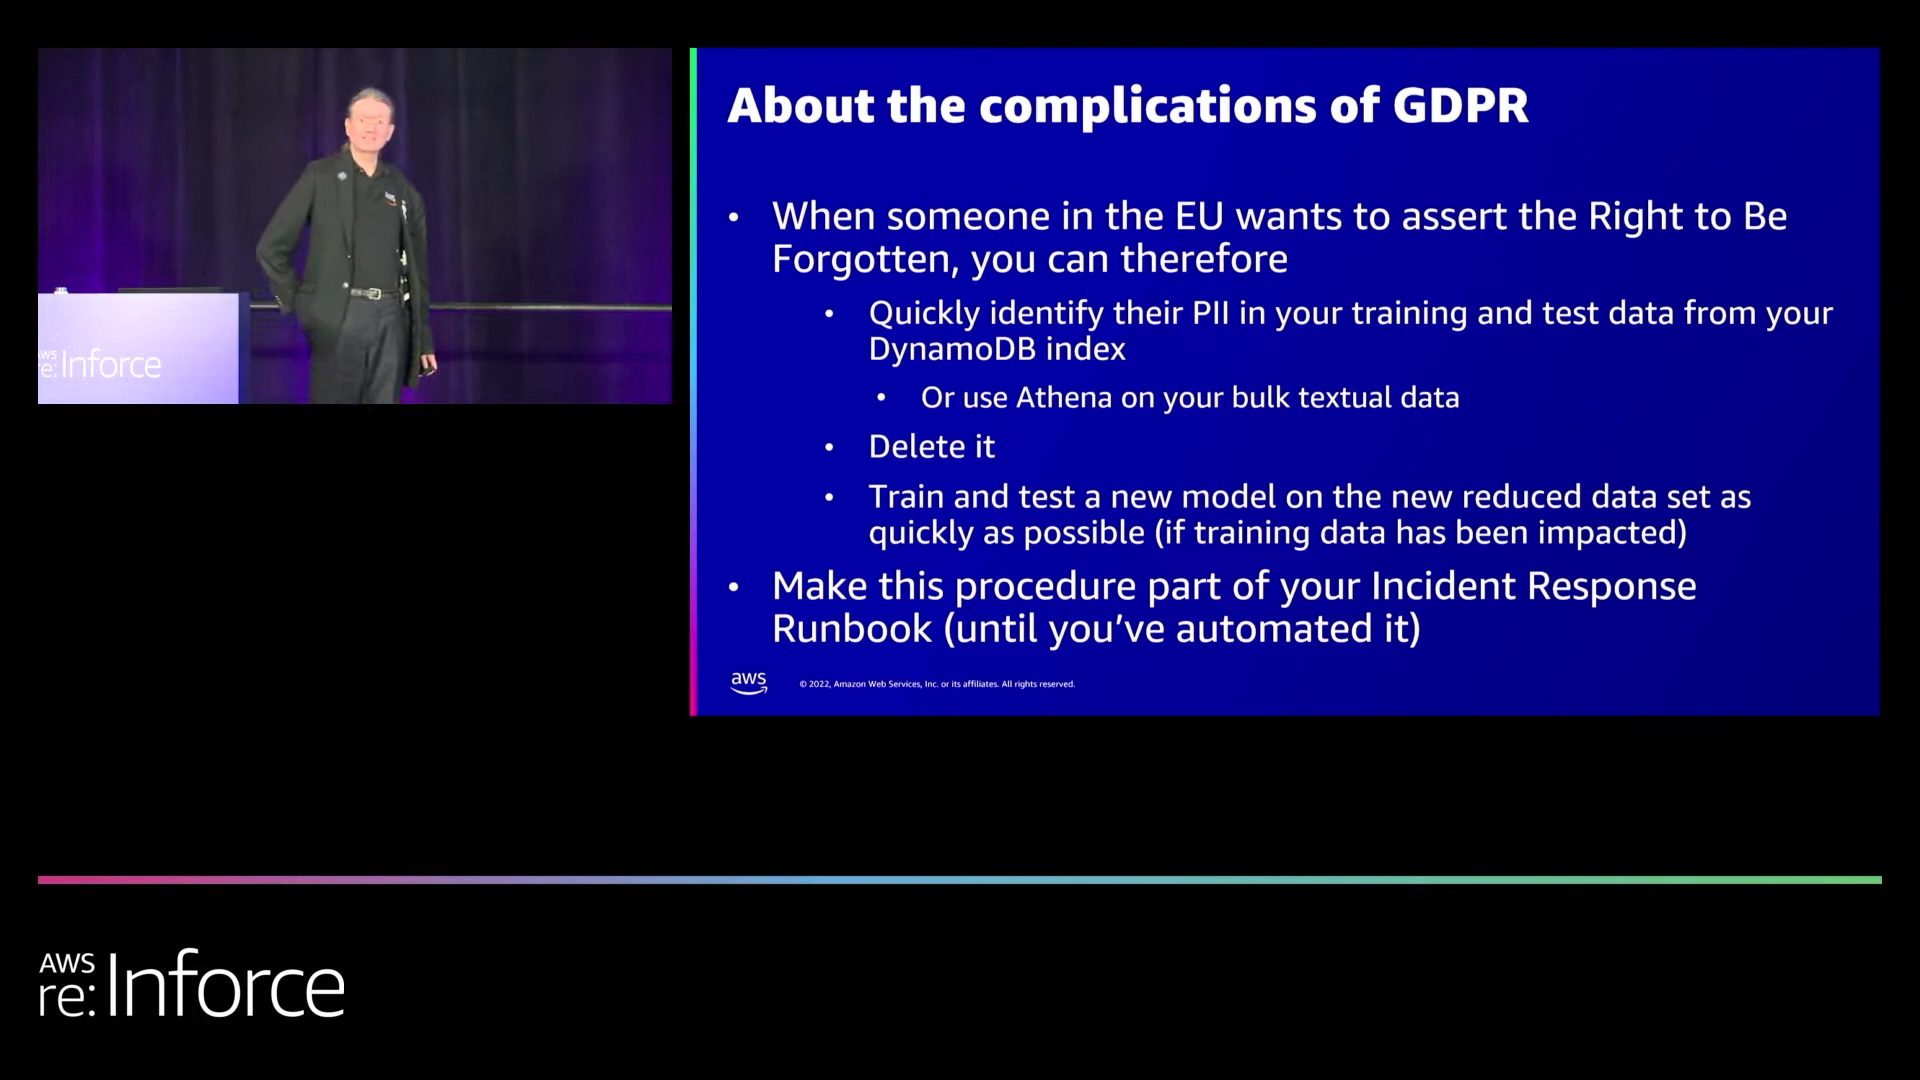 About the complications of GDPR
• When someone in the EU wants to assert the Right to Be
Forgotten, you can therefore
• Quickly identify their PII in your training and test data from your
DynamoDB index
• Or use Athena on your bulk textual data
• Delete it
• Train and test a new model on the new reduced data set as
quickly as possible (if training data has been impacted)
• Make this procedure part of your Incident Response
Runbook (until you’ve automated it)
aws
© 2022, Amazon Web Services, Inc. or its affiliates. All rights reserved.
aws
AWS
re: Inforce
AWS
re: Inforce